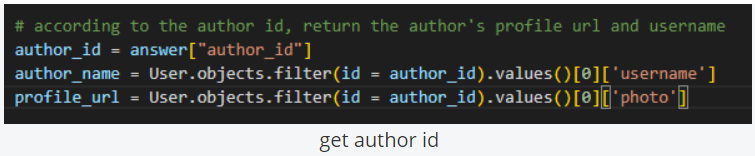 # according to the author id, return the author's profile url and username
author_id = answer["author_id"]
author_name = User.objects.filter(id = author_id).values()[0]['username']
profile_url = User.objects.filter(id = author_id).values()[0]['photo']
get author id